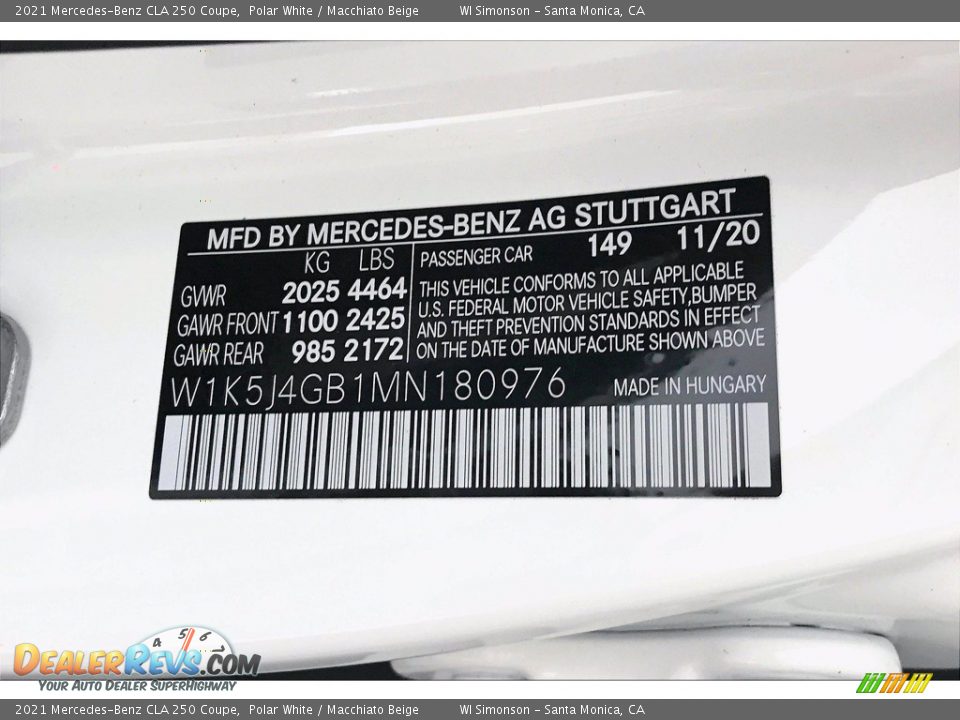 2021 Mercedes-Benz CLA 250 Coupe, Polar White / Macchiato Beige WI Simonson - Santa Monica, CA
MFD BY MERCEDES-BENZ AG STUTTGART
KG LBS
GVWR 2025 4464
GAWR FRONT 1100 2425
GAWR REAR 985 2172
PASSENGER CAR 149 11/20
THIS VEHICLE CONFORMS TO ALL APPLICABLE
U.S. FEDERAL MOTOR VEHICLE SAFETY,BUMPER
AND THEFT PREVENTION STANDARDS IN EFFECT
ON THE DATE OF MANUFACTURE SHOWN ABOVE
W1K5J4GB1MN180976 MADE IN HUNGARY
4 5 6
DEALERREVS.COM
YOUR AUTO DEALER SUPERHIGHWAY
2021 Mercedes-Benz CLA 250 Coupe, Polar White / Macchiato Beige WI Simonson - Santa Monica, CA